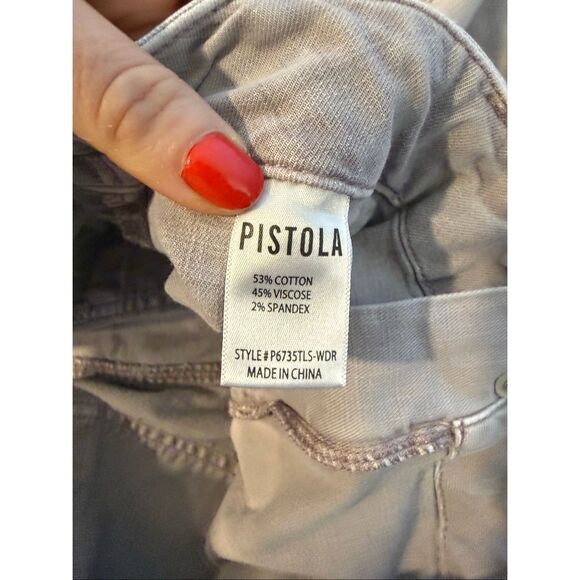 PISTOLA
53% COTTON
45% VISCOSE
2% SPANDEX
STYLE#P6735TLS-WDR
MADE IN CHINA